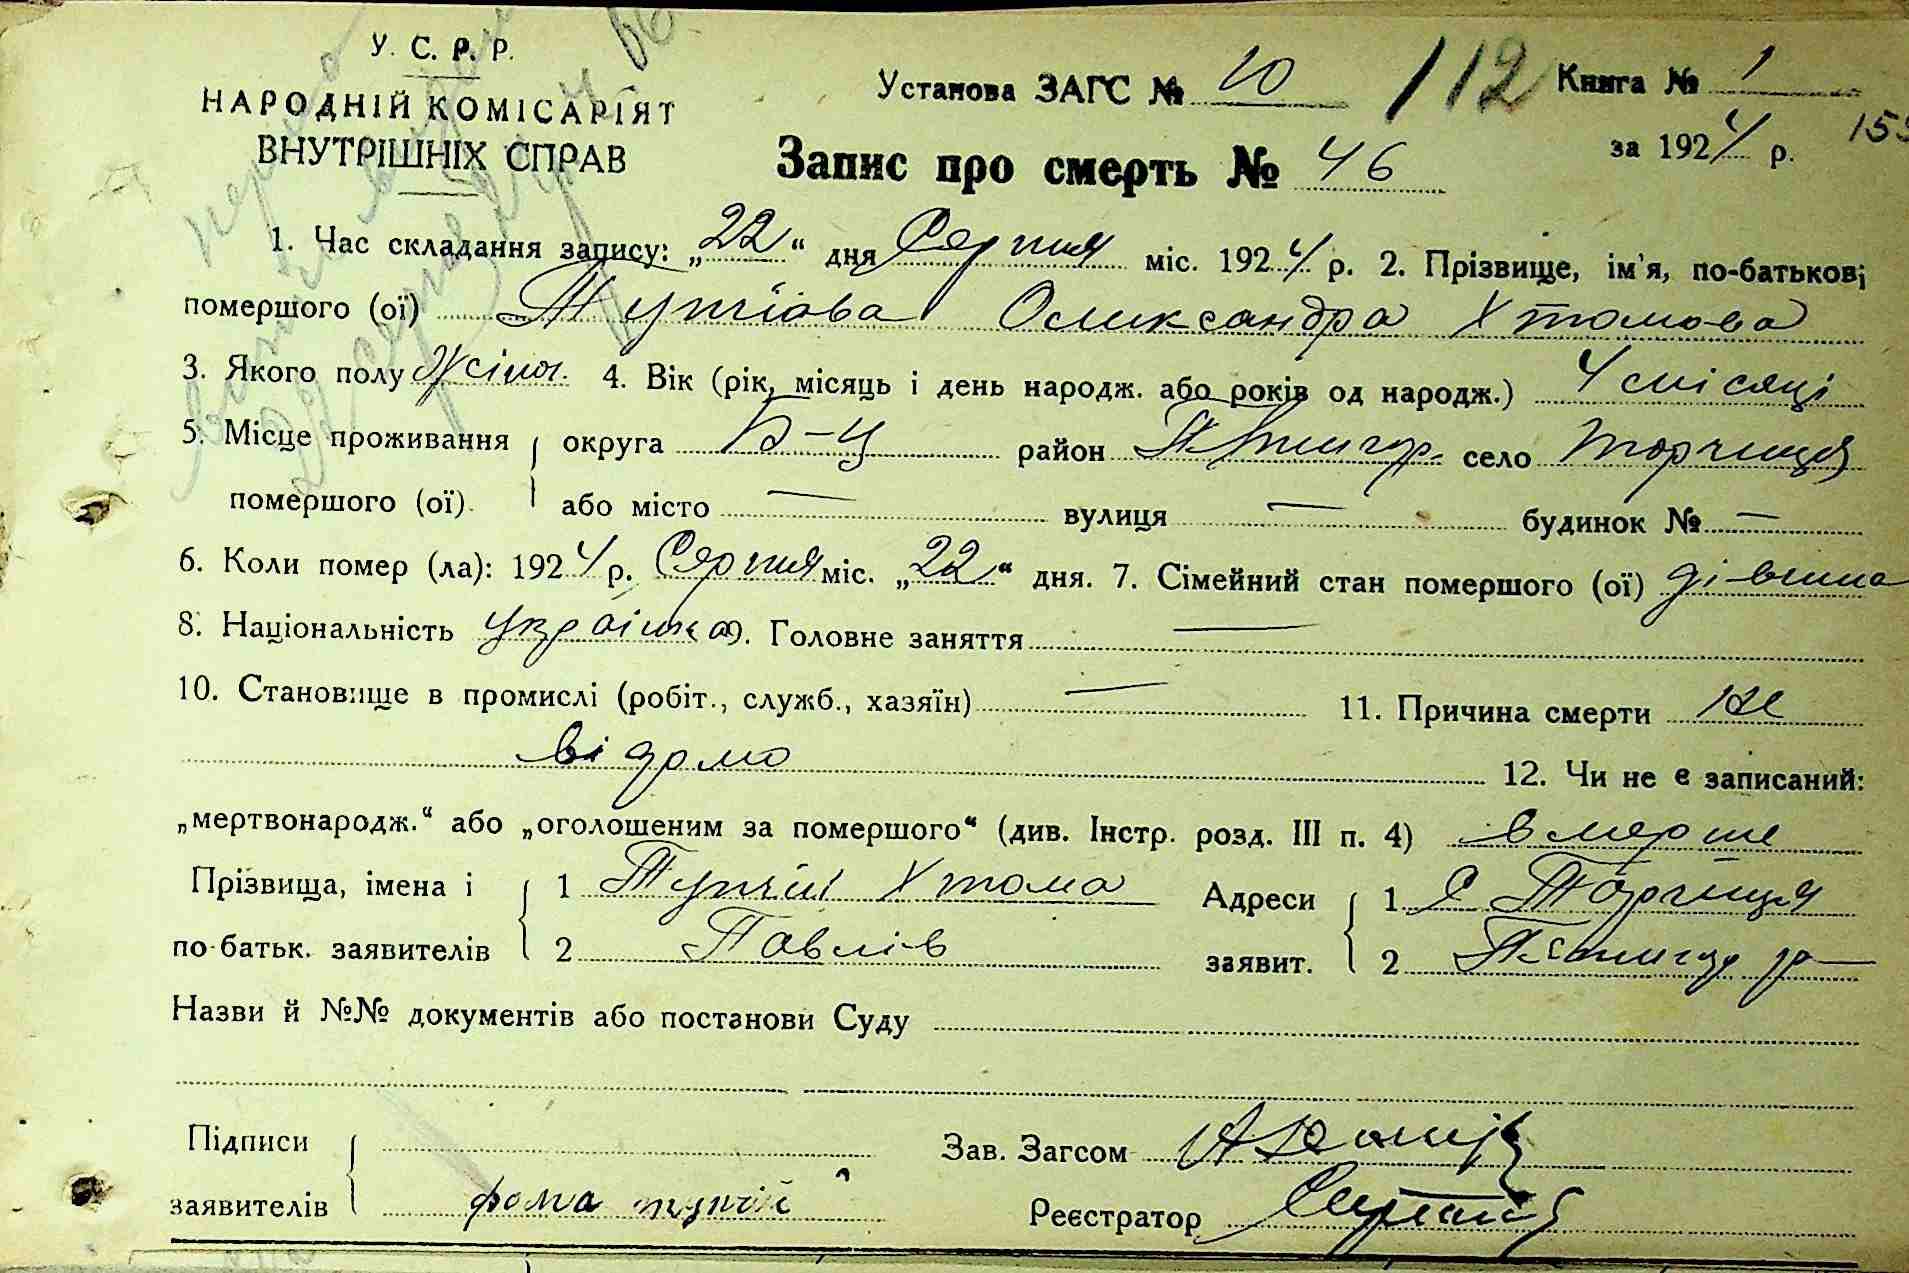 У. С. Р. Р.
НАРОДНІЙ КОМІСАРІЯТ
ВНУТРІШНІХ СПРАВ
Установа ЗАГС № 10 112 Книга № 1
за 1924 р. 155
Запис про смерть № 46
1. Час складання запису: „22“ дня Серпня міс. 1924 р. 2. Прізвище, ім'я, по-батькові
помершого (ої) Тупчіова Олександра Хтомова
3. Якого полу Жіноч. 4. Вік (рік, місяць і день народж. або років од народж.) 4 місяці
5. Місце проживання округа Б-Ц район село Торчиця
помершого (ої) або місто — вулиця — будинок № —
6. Коли помер (ла): 1924 р. Серпня міс. „22“ дня. 7. Сімейний стан помершого (ої) дівчина
8. Національність українка 9. Головне заняття —
10. Становище в промислі (робіт., служб., хазяїн) — 11. Причина смерти не
відомо 12. Чи не є записаний:
„мертвонародж.“ або „оголошеним за помершого“ (див. Інстр. розд. III п. 4) вмерше
Прізвища, імена і 1 Тупчій Хтома Адреси 1 С Торчиця
по-батьк. заявителів 2 Павлів заявит. 2
Назви й №№ документів або постанови Суду
Підписи Зав. Загсом
заявителів фома тупчій Реєстратор